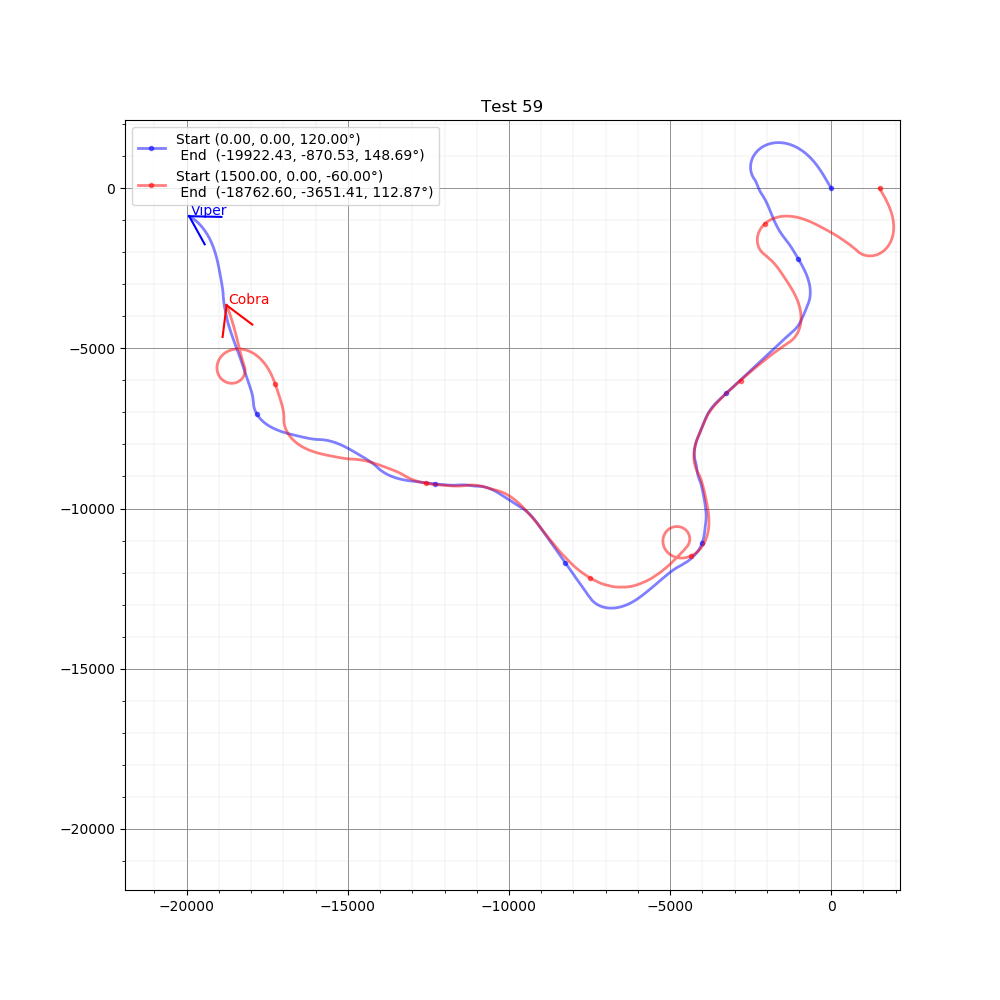 Test 59
Start (0.00, 0.00, 120.00°)
End (-19922.43, -870.53, 148.69°)
Start (1500.00, 0.00, -60.00°)
End (-18762.60, -3651.41, 112.87°)
Viper
Cobra
0
−5000
−10000
−15000
−20000
−20000 −15000 −10000 −5000 0